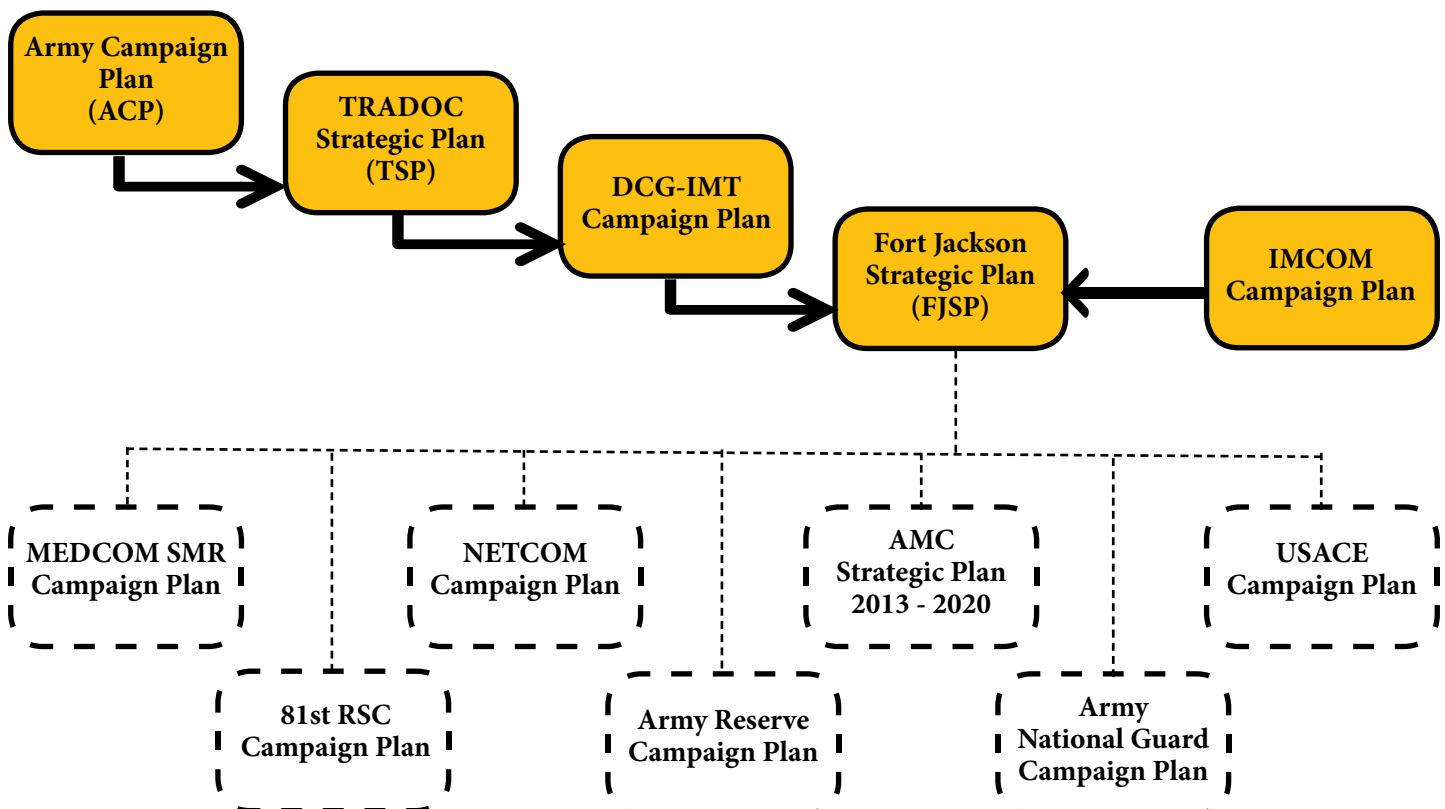 Army Campaign
Plan
(ACP)
TRADOC
Strategic Plan
(TSP)
DCG-IMT
Campaign Plan
Fort Jackson
Strategic Plan
(FJSP)
IMCOM
Campaign Plan
MEDCOM SMR
Campaign Plan
NETCOM
Campaign Plan
AMC
Strategic Plan
2013 - 2020
USACE
Campaign Plan
81st RSC
Campaign Plan
Army Reserve
Campaign Plan
Army
National Guard
Campaign Plan